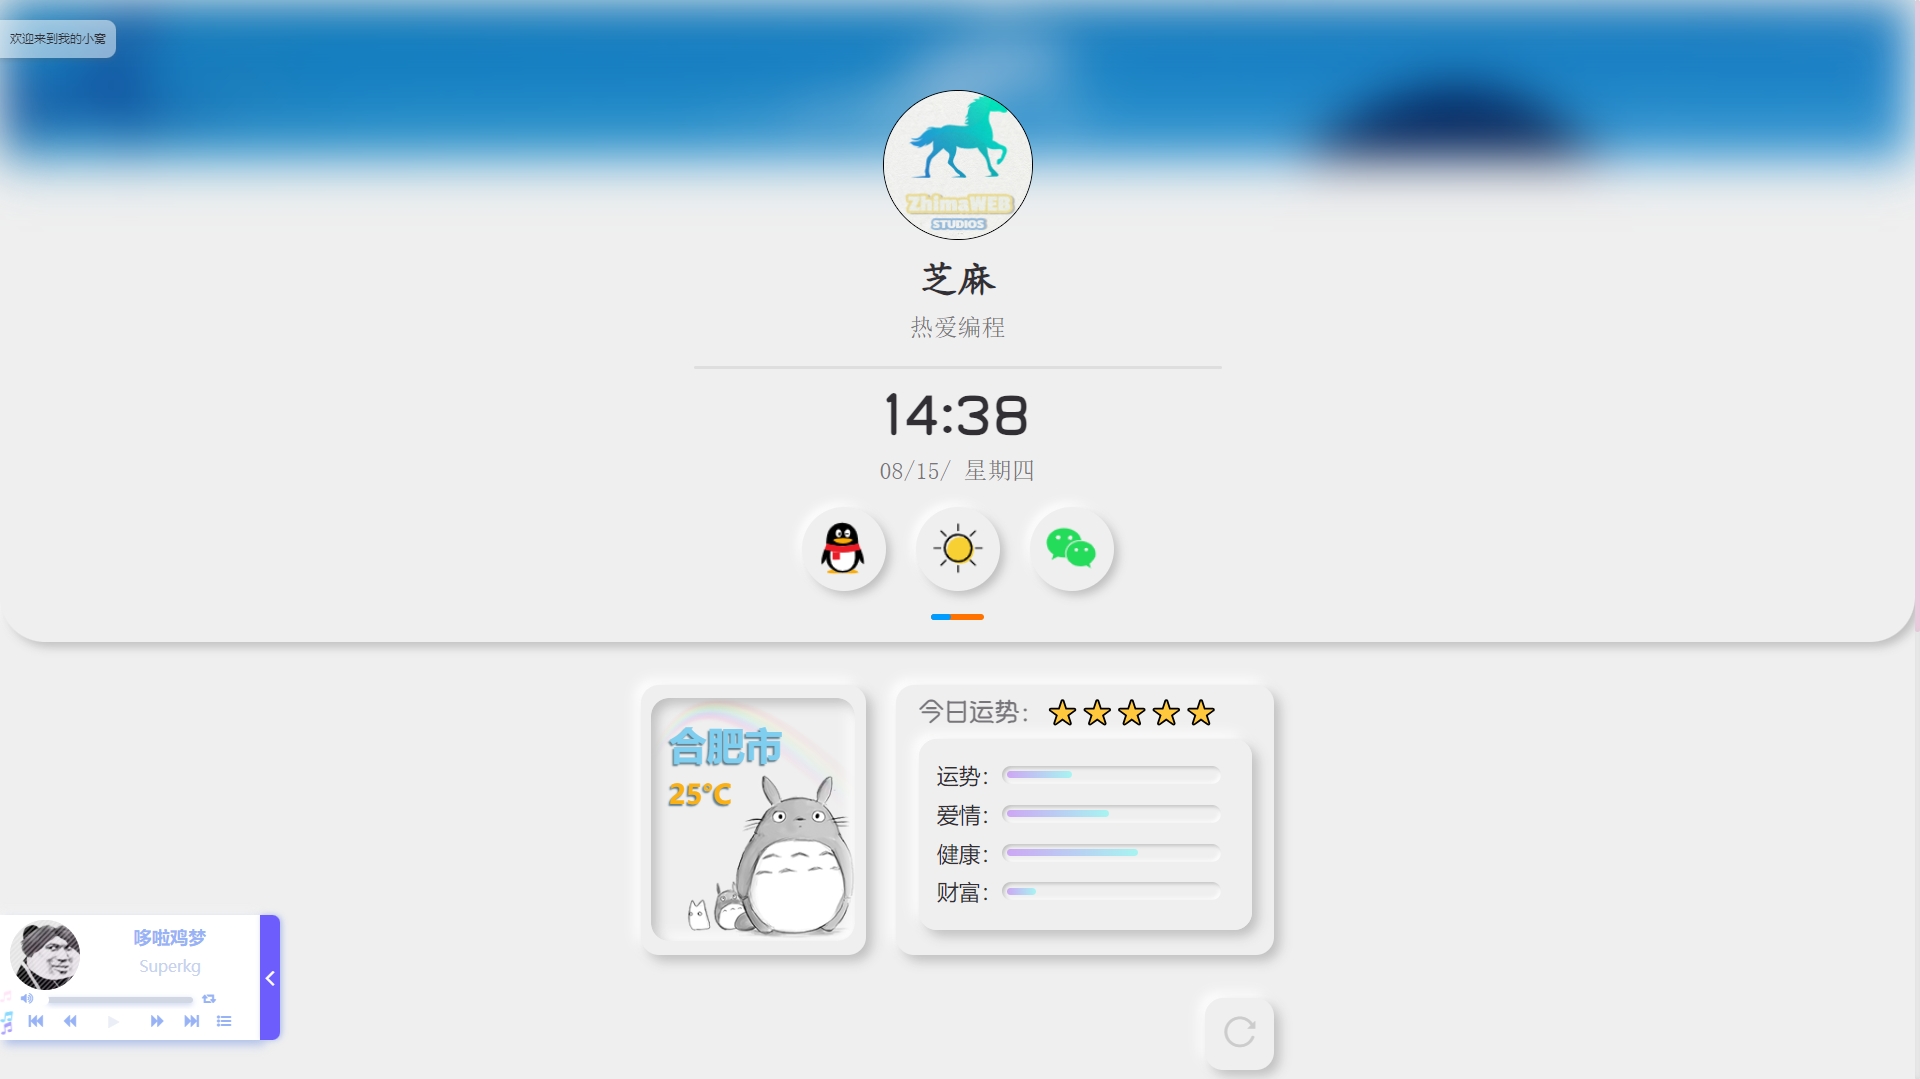 欢迎来到我的小窝
ZhimaWEB
STUDIOS
芝麻
热爱编程
14:38
08/15/ 星期四
合肥市
25°C
今日运势：
运势：
爱情：
健康：
财富：
哆啦鸡梦
Superkg